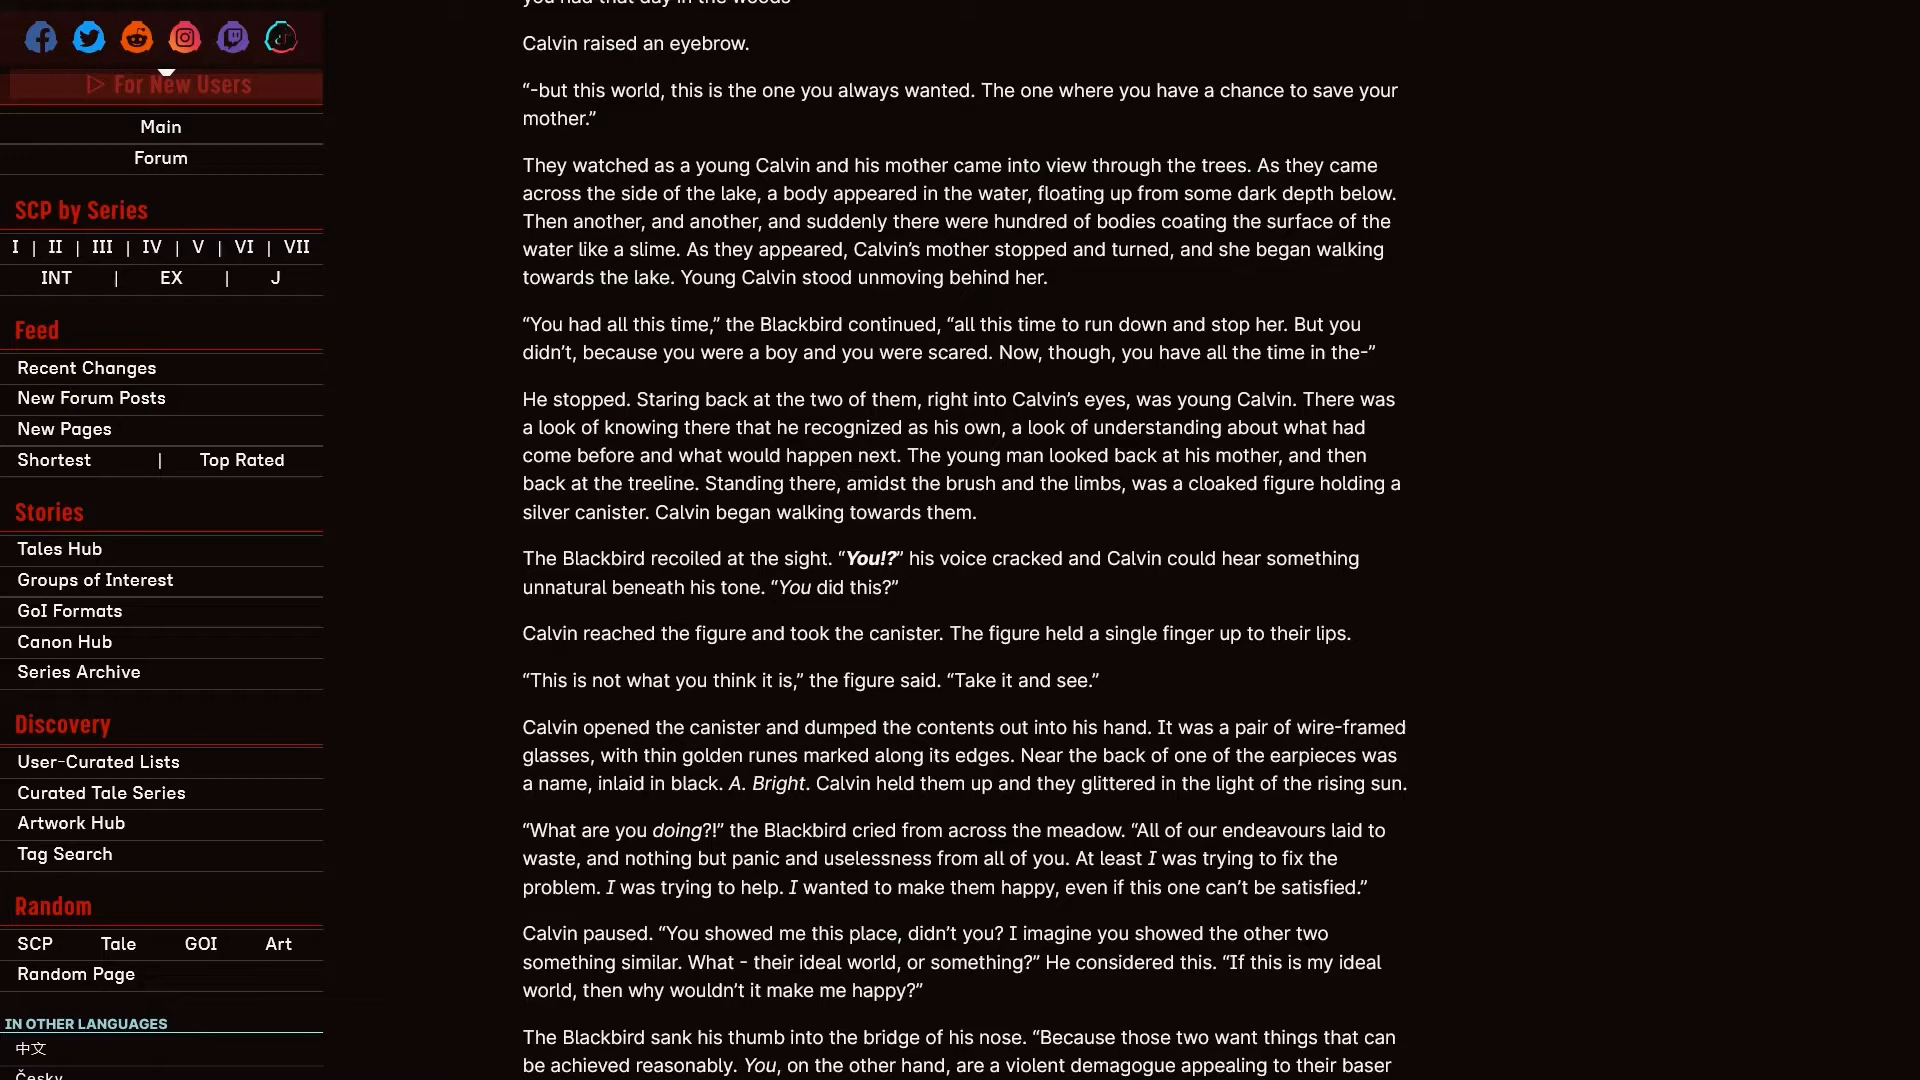 ▷ For New Users
Main
Forum
SCP by Series
I | II | III | IV | V | VI | VII
INT | EX | J
Feed
Recent Changes
New Forum Posts
New Pages
Shortest | Top Rated
Stories
Tales Hub
Groups of Interest
GoI Formats
Canon Hub
Series Archive
Discovery
User-Curated Lists
Curated Tale Series
Artwork Hub
Tag Search
Random
SCP Tale GOI Art
Random Page
IN OTHER LANGUAGES
中文
Česky
you had that day in the woods-
Calvin raised an eyebrow.
“-but this world, this is the one you always wanted. The one where you have a chance to save your
mother.”
They watched as a young Calvin and his mother came into view through the trees. As they came
across the side of the lake, a body appeared in the water, floating up from some dark depth below.
Then another, and another, and suddenly there were hundred of bodies coating the surface of the
water like a slime. As they appeared, Calvin’s mother stopped and turned, and she began walking
towards the lake. Young Calvin stood unmoving behind her.
“You had all this time,” the Blackbird continued, “all this time to run down and stop her. But you
didn’t, because you were a boy and you were scared. Now, though, you have all the time in the-”
He stopped. Staring back at the two of them, right into Calvin’s eyes, was young Calvin. There was
a look of knowing there that he recognized as his own, a look of understanding about what had
come before and what would happen next. The young man looked back at his mother, and then
back at the treeline. Standing there, amidst the brush and the limbs, was a cloaked figure holding a
silver canister. Calvin began walking towards them.
The Blackbird recoiled at the sight. “You!?” his voice cracked and Calvin could hear something
unnatural beneath his tone. “You did this?”
Calvin reached the figure and took the canister. The figure held a single finger up to their lips.
“This is not what you think it is,” the figure said. “Take it and see.”
Calvin opened the canister and dumped the contents out into his hand. It was a pair of wire-framed
glasses, with thin golden runes marked along its edges. Near the back of one of the earpieces was
a name, inlaid in black. A. Bright. Calvin held them up and they glittered in the light of the rising sun.
“What are you doing?!” the Blackbird cried from across the meadow. “All of our endeavours laid to
waste, and nothing but panic and uselessness from all of you. At least I was trying to fix the
problem. I was trying to help. I wanted to make them happy, even if this one can’t be satisfied.”
Calvin paused. “You showed me this place, didn’t you? I imagine you showed the other two
something similar. What - their ideal world, or something?” He considered this. “If this is my ideal
world, then why wouldn’t it make me happy?”
The Blackbird sank his thumb into the bridge of his nose. “Because those two want things that can
be achieved reasonably. You, on the other hand, are a violent demagogue appealing to their baser